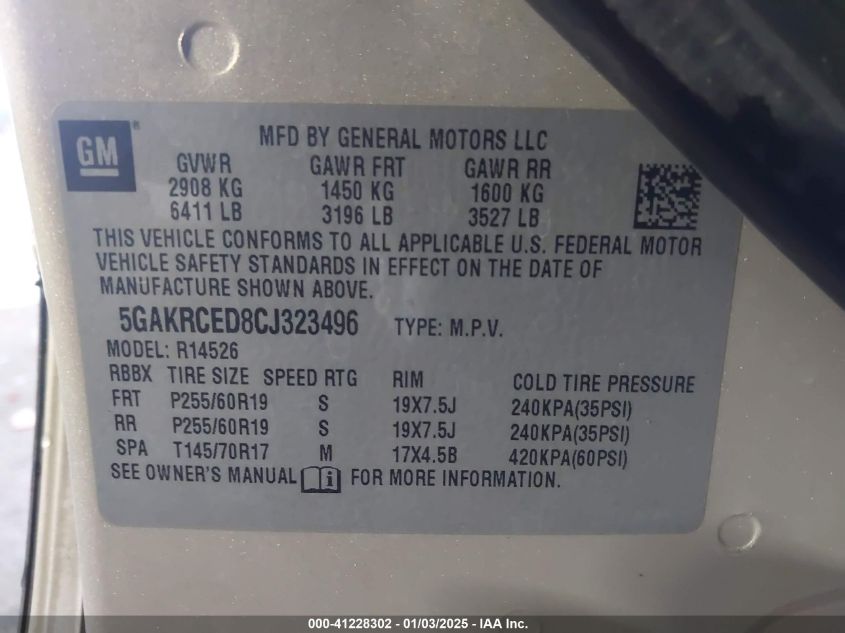 GM
MFD BY GENERAL MOTORS LLC
GVWR GAWR FRT GAWR RR
2908 KG 1450 KG 1600 KG
6411 LB 3196 LB 3527 LB
THIS VEHICLE CONFORMS TO ALL APPLICABLE U.S. FEDERAL MOTOR
VEHICLE SAFETY STANDARDS IN EFFECT ON THE DATE OF
MANUFACTURE SHOWN ABOVE.
5GAKRCED8CJ323496 TYPE: M.P.V.
MODEL: R14526
RBBX TIRE SIZE SPEED RTG RIM COLD TIRE PRESSURE
FRT P255/60R19 S 19X7.5J 240KPA(35PSI)
RR P255/60R19 S 19X7.5J 240KPA(35PSI)
SPA T145/70R17 M 17X4.5B 420KPA(60PSI)
SEE OWNER'S MANUAL i FOR MORE INFORMATION.
000-41228302 - 01/03/2025 - IAA Inc.